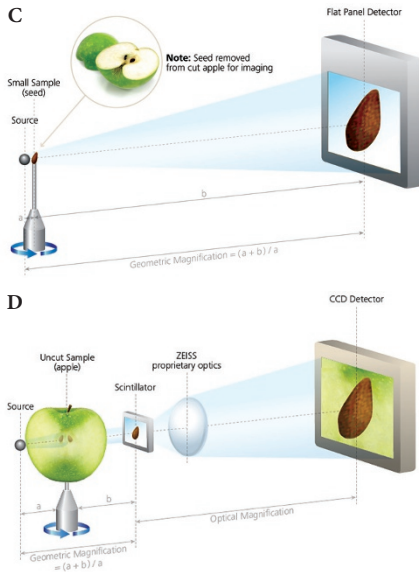 C
Flat Panel Detector
Note: Seed removed
from cut apple for imaging
Small Sample
(seed)
Source
a
b
Geometric Magnification = (a + b) / a
D
CCD Detector
Uncut Sample
(apple)
ZEISS
proprietary optics
Scintillator
Source
a
b
Optical Magnification
Geometric Magnification
= (a + b) / a